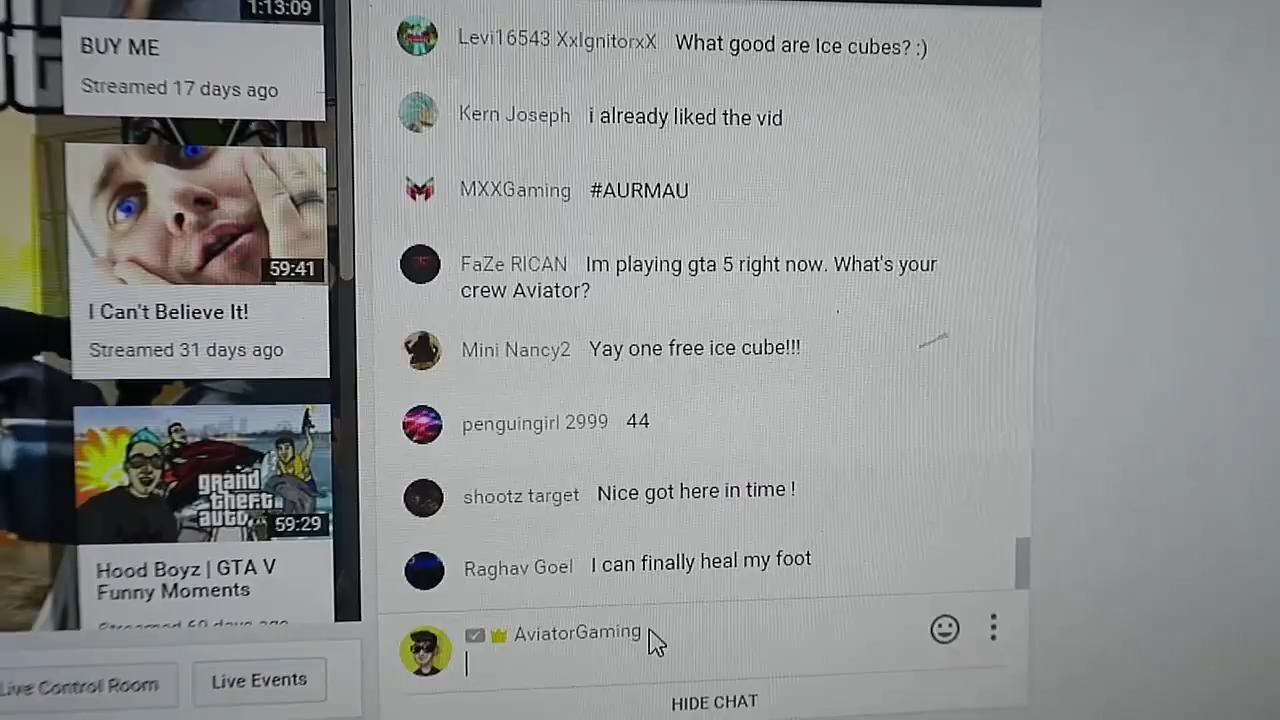 1:13:09
BUY ME
Streamed 17 days ago
59:41
I Can't Believe It!
Streamed 31 days ago
grand
theft
auto
59:29
Hood Boyz | GTA V
Funny Moments
Streamed 60 days ago
Live Control Room
Live Events
Levi16543 XxIgnitorxX What good are Ice cubes? :)
Kern Joseph i already liked the vid
MXXGaming #AURMAU
FaZe RICAN Im playing gta 5 right now. What's your
crew Aviator?
Mini Nancy2 Yay one free ice cube!!!
penguingirl 2999 44
shootz target Nice got here in time !
Raghav Goel I can finally heal my foot
AviatorGaming
HIDE CHAT